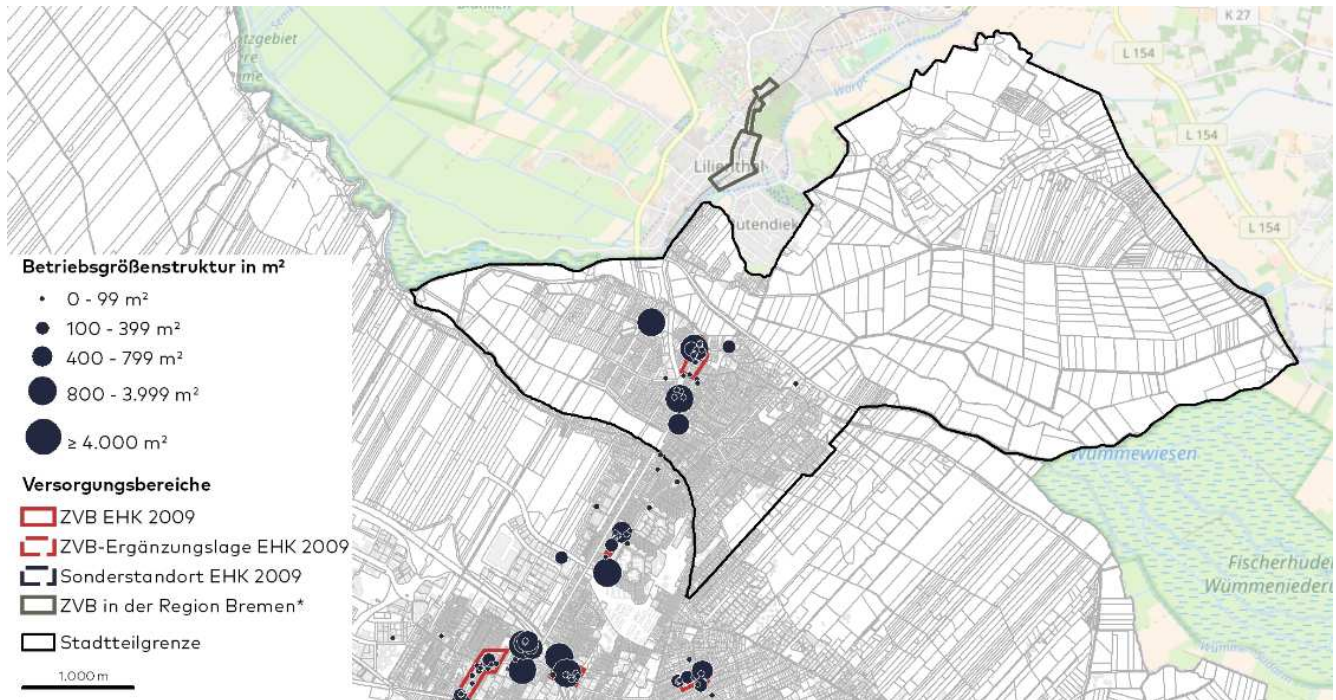 K 27
L 154
L 154
L 154
Lilienthal
Wümmewiesen
Betriebsgrößenstruktur in m²
0 - 99 m²
100 - 399 m²
400 - 799 m²
800 - 3.999 m²
≥ 4.000 m²
Versorgungsbereiche
ZVB EHK 2009
ZVB-Ergänzungslage EHK 2009
Sonderstandort EHK 2009
ZVB in der Region Bremen*
Stadtteilgrenze
1.000 m
Fischerhude
Wümmeniedern